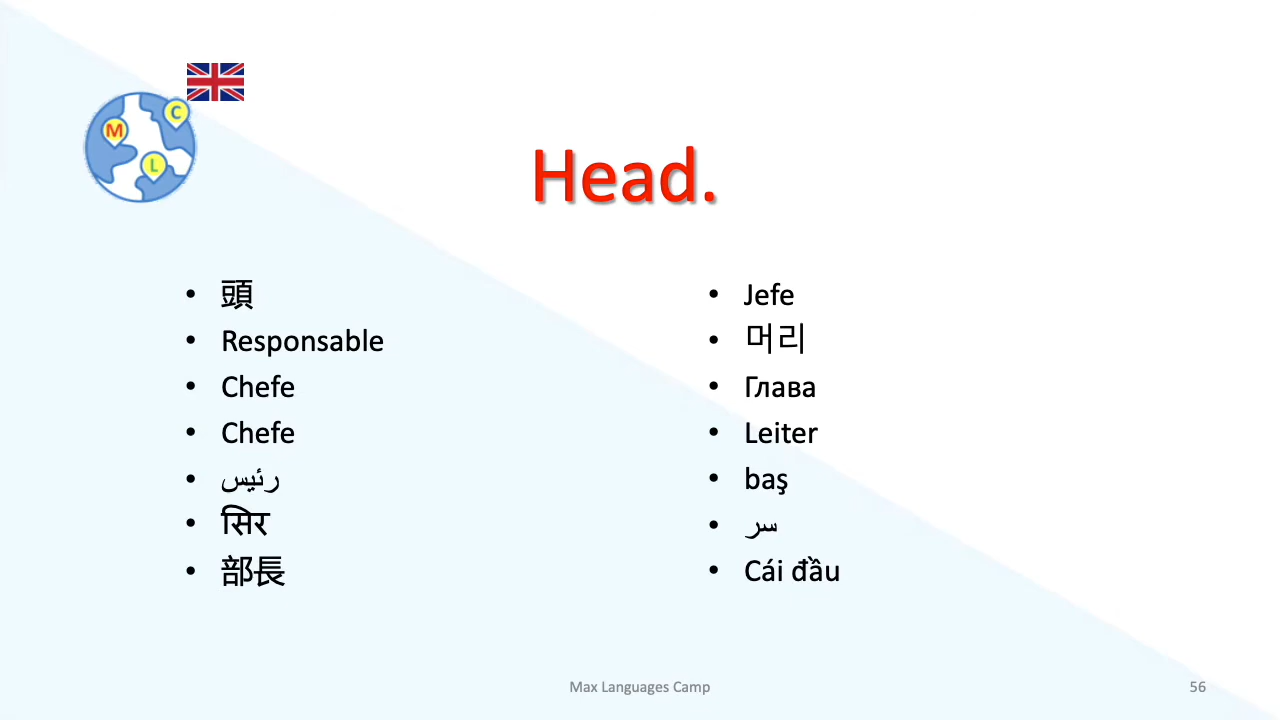 M
C
L
Head.
頭
Responsable
Chefe
Chefe
رئيس
सिर
部長
Jefe
머리
Глава
Leiter
baş
سر
Cái đầu
Max Languages Camp
56